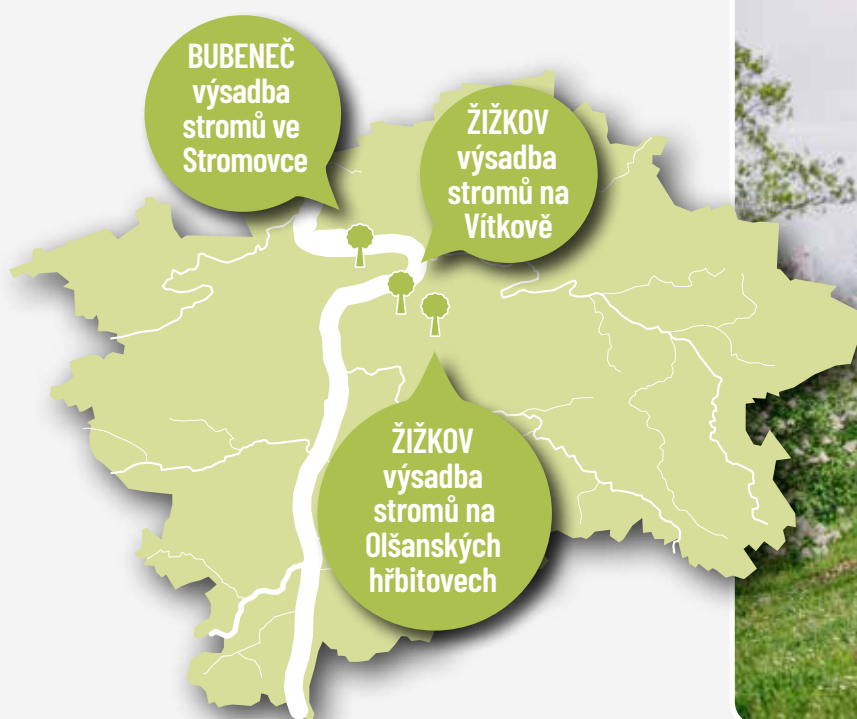 BUBENEČ
výsadba
stromů ve
Stromovce
ŽIŽKOV
výsadba
stromů na
Vítkově
ŽIŽKOV
výsadba
stromů na
Olšanských
hřbitovech